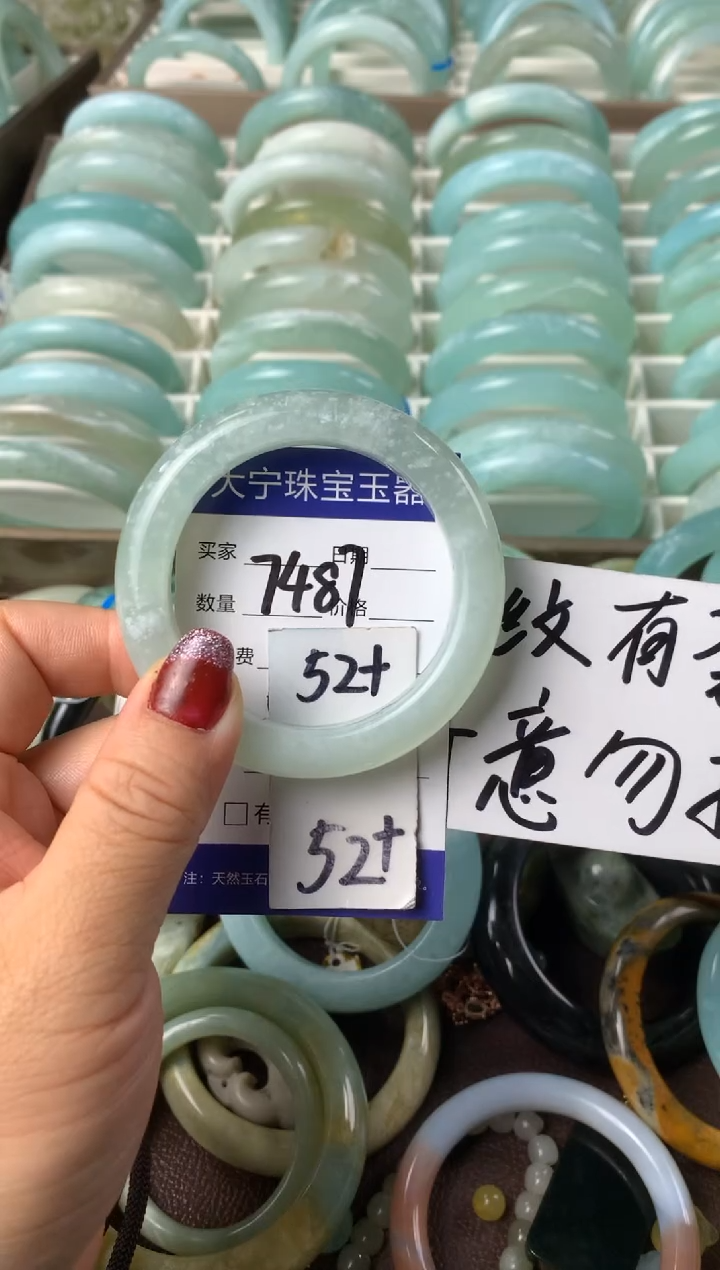 大宁珠宝玉器
买家 日期
7487
数量 价格
费
52+
纹有
意勿
52+
□有
注：天然玉石